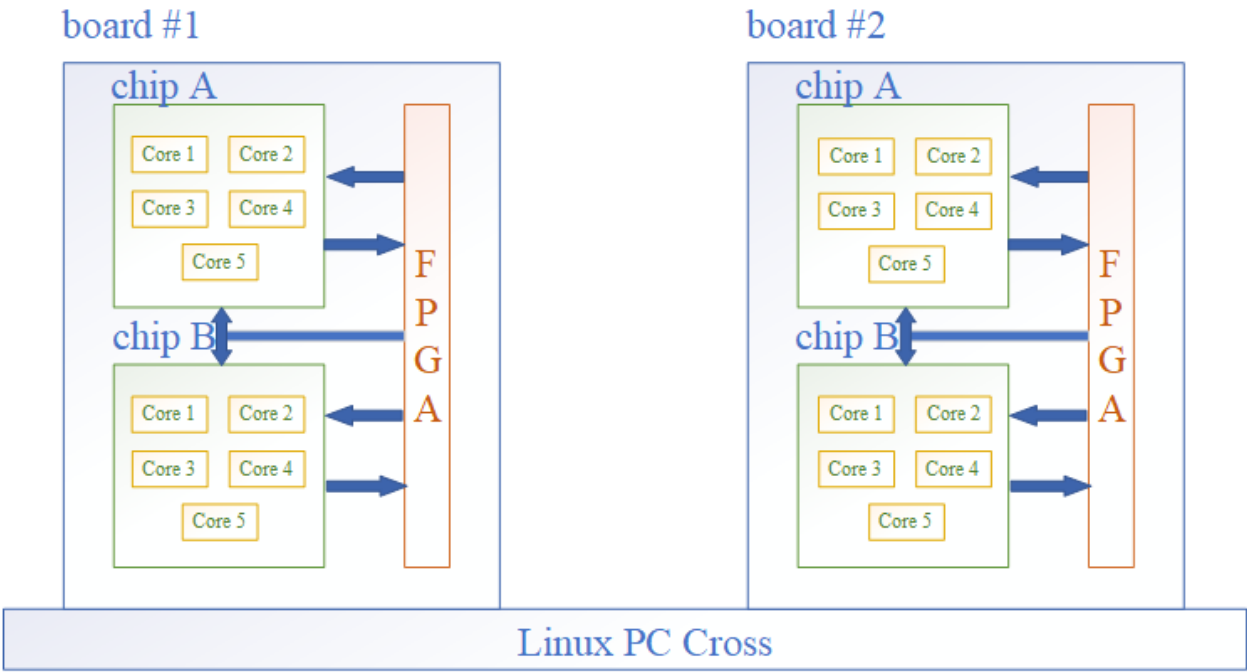 board #1
chip A
Core 1 Core 2
Core 3 Core 4
Core 5
chip B
Core 1 Core 2
Core 3 Core 4
Core 5
F
P
G
A
board #2
chip A
Core 1 Core 2
Core 3 Core 4
Core 5
chip B
Core 1 Core 2
Core 3 Core 4
Core 5
F
P
G
A
Linux PC Cross